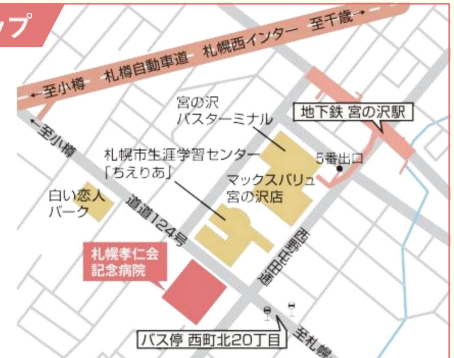 ップ
←至小樽 札樽自動車道 札幌西インター 至千歳→
←至小樽
宮の沢
バスターミナル
地下鉄 宮の沢駅
札幌市生涯学習センター
「ちえりあ」
5番出口
マックスバリュ
宮の沢店
白い恋人
パーク
道道124号
西野屯田通
札幌孝仁会
記念病院
バス停 西町北20丁目
至札幌